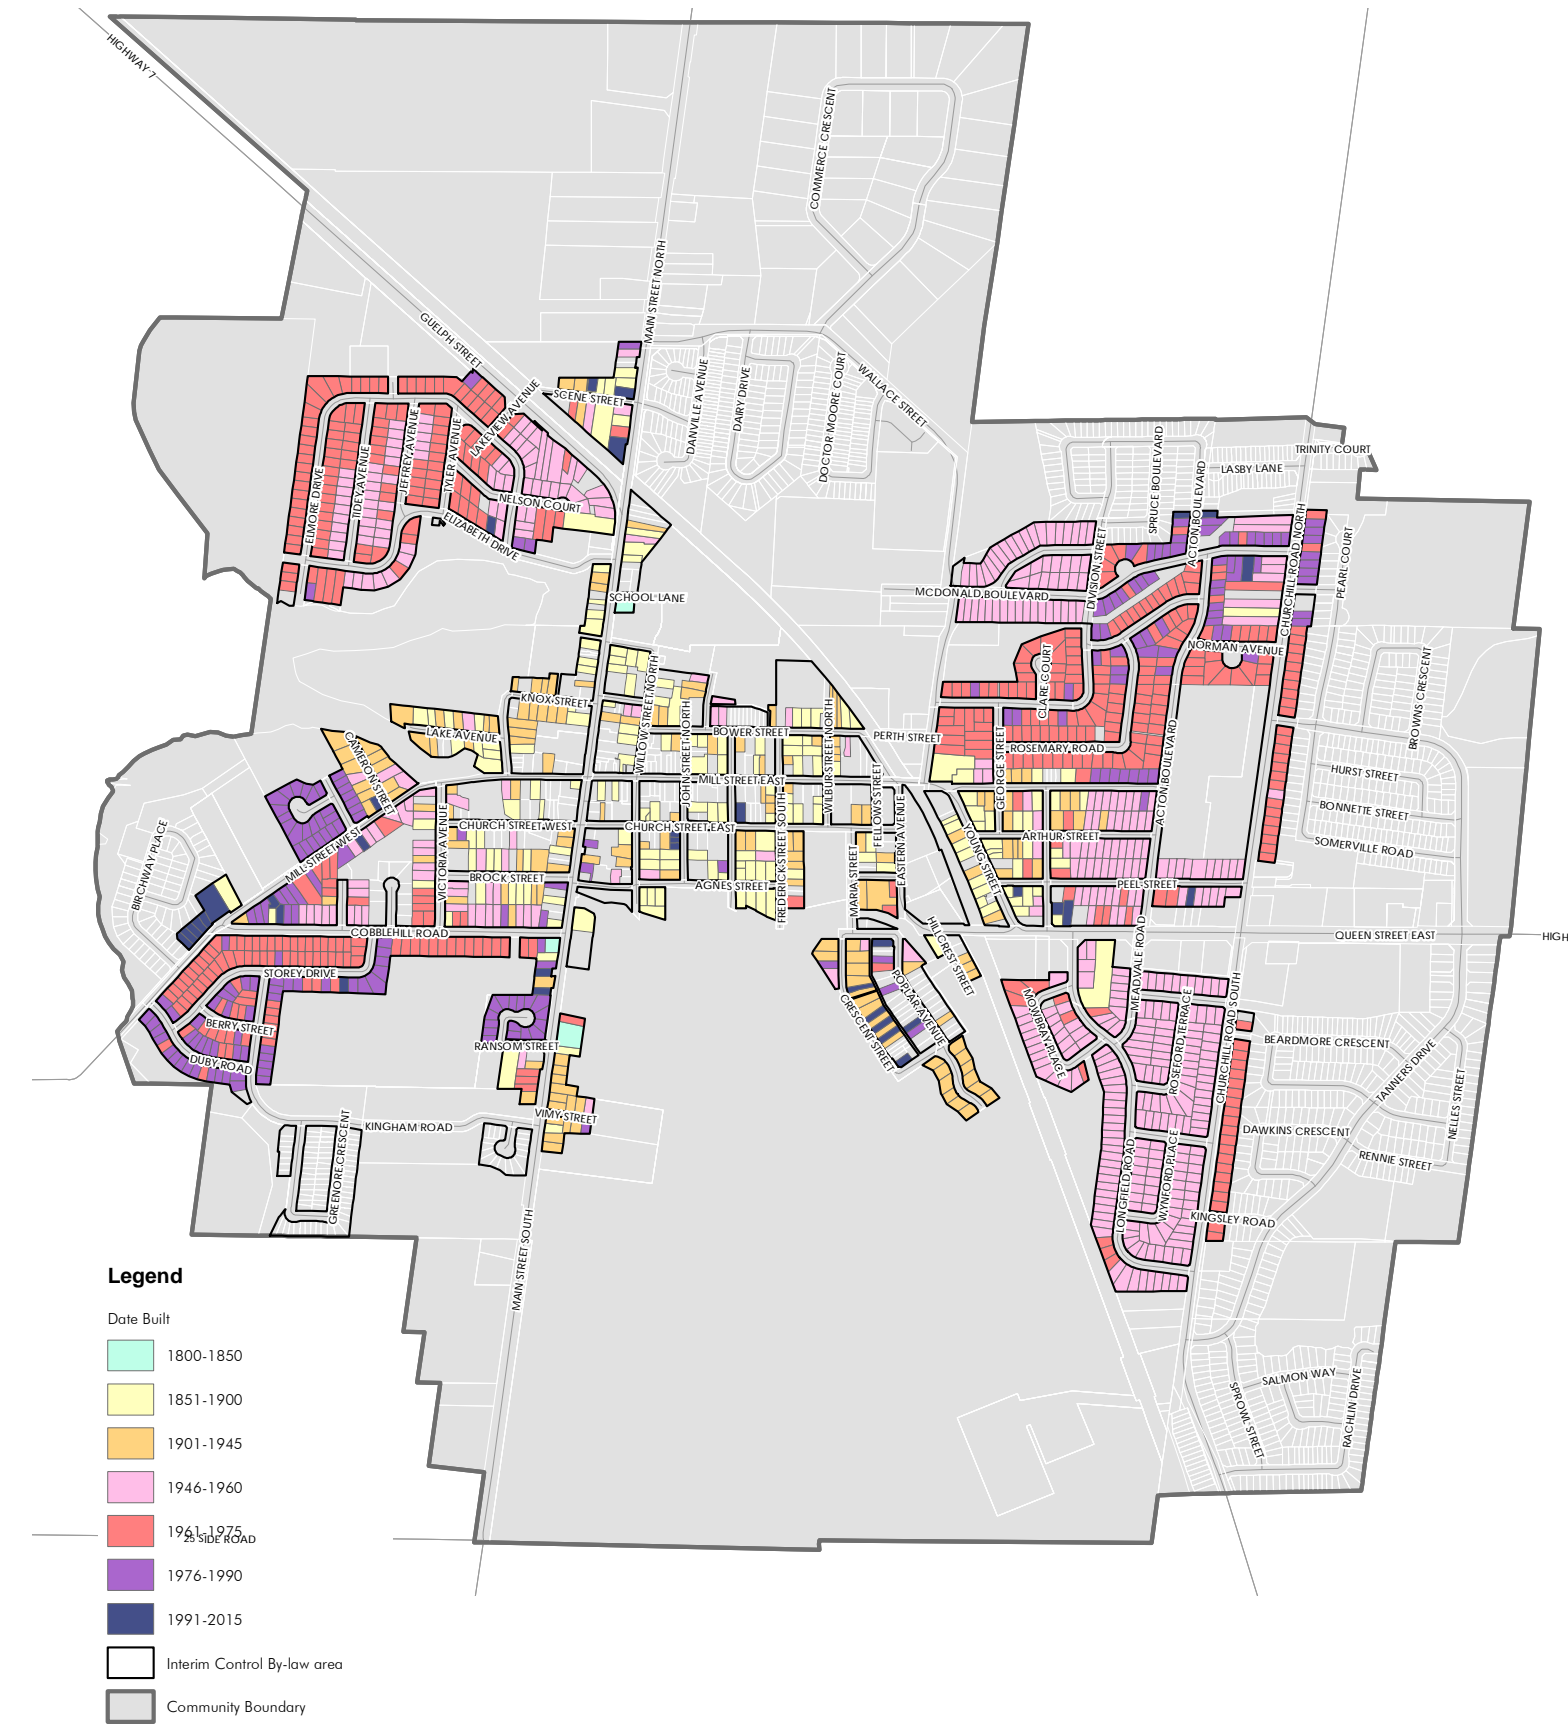 HIGHWAY 7
COMMERCE CRESCENT
MAIN STREET NORTH
GUELPH STREET
WALLACE STREET
LAKEVIEW AVENUE
SCENE STREET
DANVILLE AVENUE
DAIRY DRIVE
DOCTOR MOORE COURT
JEFFREY AVENUE
TYLER AVENUE
TIDEY AVENUE
ELMORE DRIVE
NELSON COURT
ELIZABETH DRIVE
TRINITY COURT
LASBY LANE
SPRUCE BOULEVARD
ACTON BOULEVARD
DIVISION STREET
CHURCHILL ROAD NORTH
PEARL COURT
SCHOOL LANE
MCDONALD BOULEVARD
NORMAN AVENUE
CLARE COURT
BROWNS CRESCENT
KNOX STREET
WILLOW STREET NORTH
JOHN STREET NORTH
WILBUR STREET NORTH
LAKE AVENUE
CAMERON STREET
BOWER STREET
PERTH STREET
GEORGE STREET
ROSEMARY ROAD
ACTON BOULEVARD
MILL STREET EAST
FELLOWS STREET
HURST STREET
BONNETTE STREET
SOMERVILLE ROAD
CHURCH STREET WEST
CHURCH STREET EAST
EASTERN AVENUE
YOUNG STREET
ARTHUR STREET
BIRCHWAY PLACE
MILL STREET WEST
VICTORIA AVENUE
BROCK STREET
AGNES STREET
FREDERICK STREET SOUTH
MARIA STREET
PEEL STREET
COBBLEHILL ROAD
HILLCREST STREET
MEADVALE ROAD
QUEEN STREET EAST
HIGH
STOREY DRIVE
BERRY STREET
DUBY ROAD
RANSOM STREET
POPLAR AVENUE
CRESCENT STREET
MOWBRAY PLACE
ROSEFORD TERRACE
CHURCHILL ROAD SOUTH
BEARDMORE CRESCENT
TANNERS DRIVE
NELLES STREET
VIMY STREET
KINGHAM ROAD
GREENORE CRESCENT
DAWKINS CRESCENT
RENNIE STREET
LONGFIELD ROAD
WYNFORD PLACE
KINGSLEY ROAD
MAIN STREET SOUTH
SALMON WAY
SPROWL STREET
RACHLIN DRIVE
Legend
Date Built
1800-1850
1851-1900
1901-1945
1946-1960
1961-1975
25 SIDE ROAD
1976-1990
1991-2015
Interim Control By-law area
Community Boundary